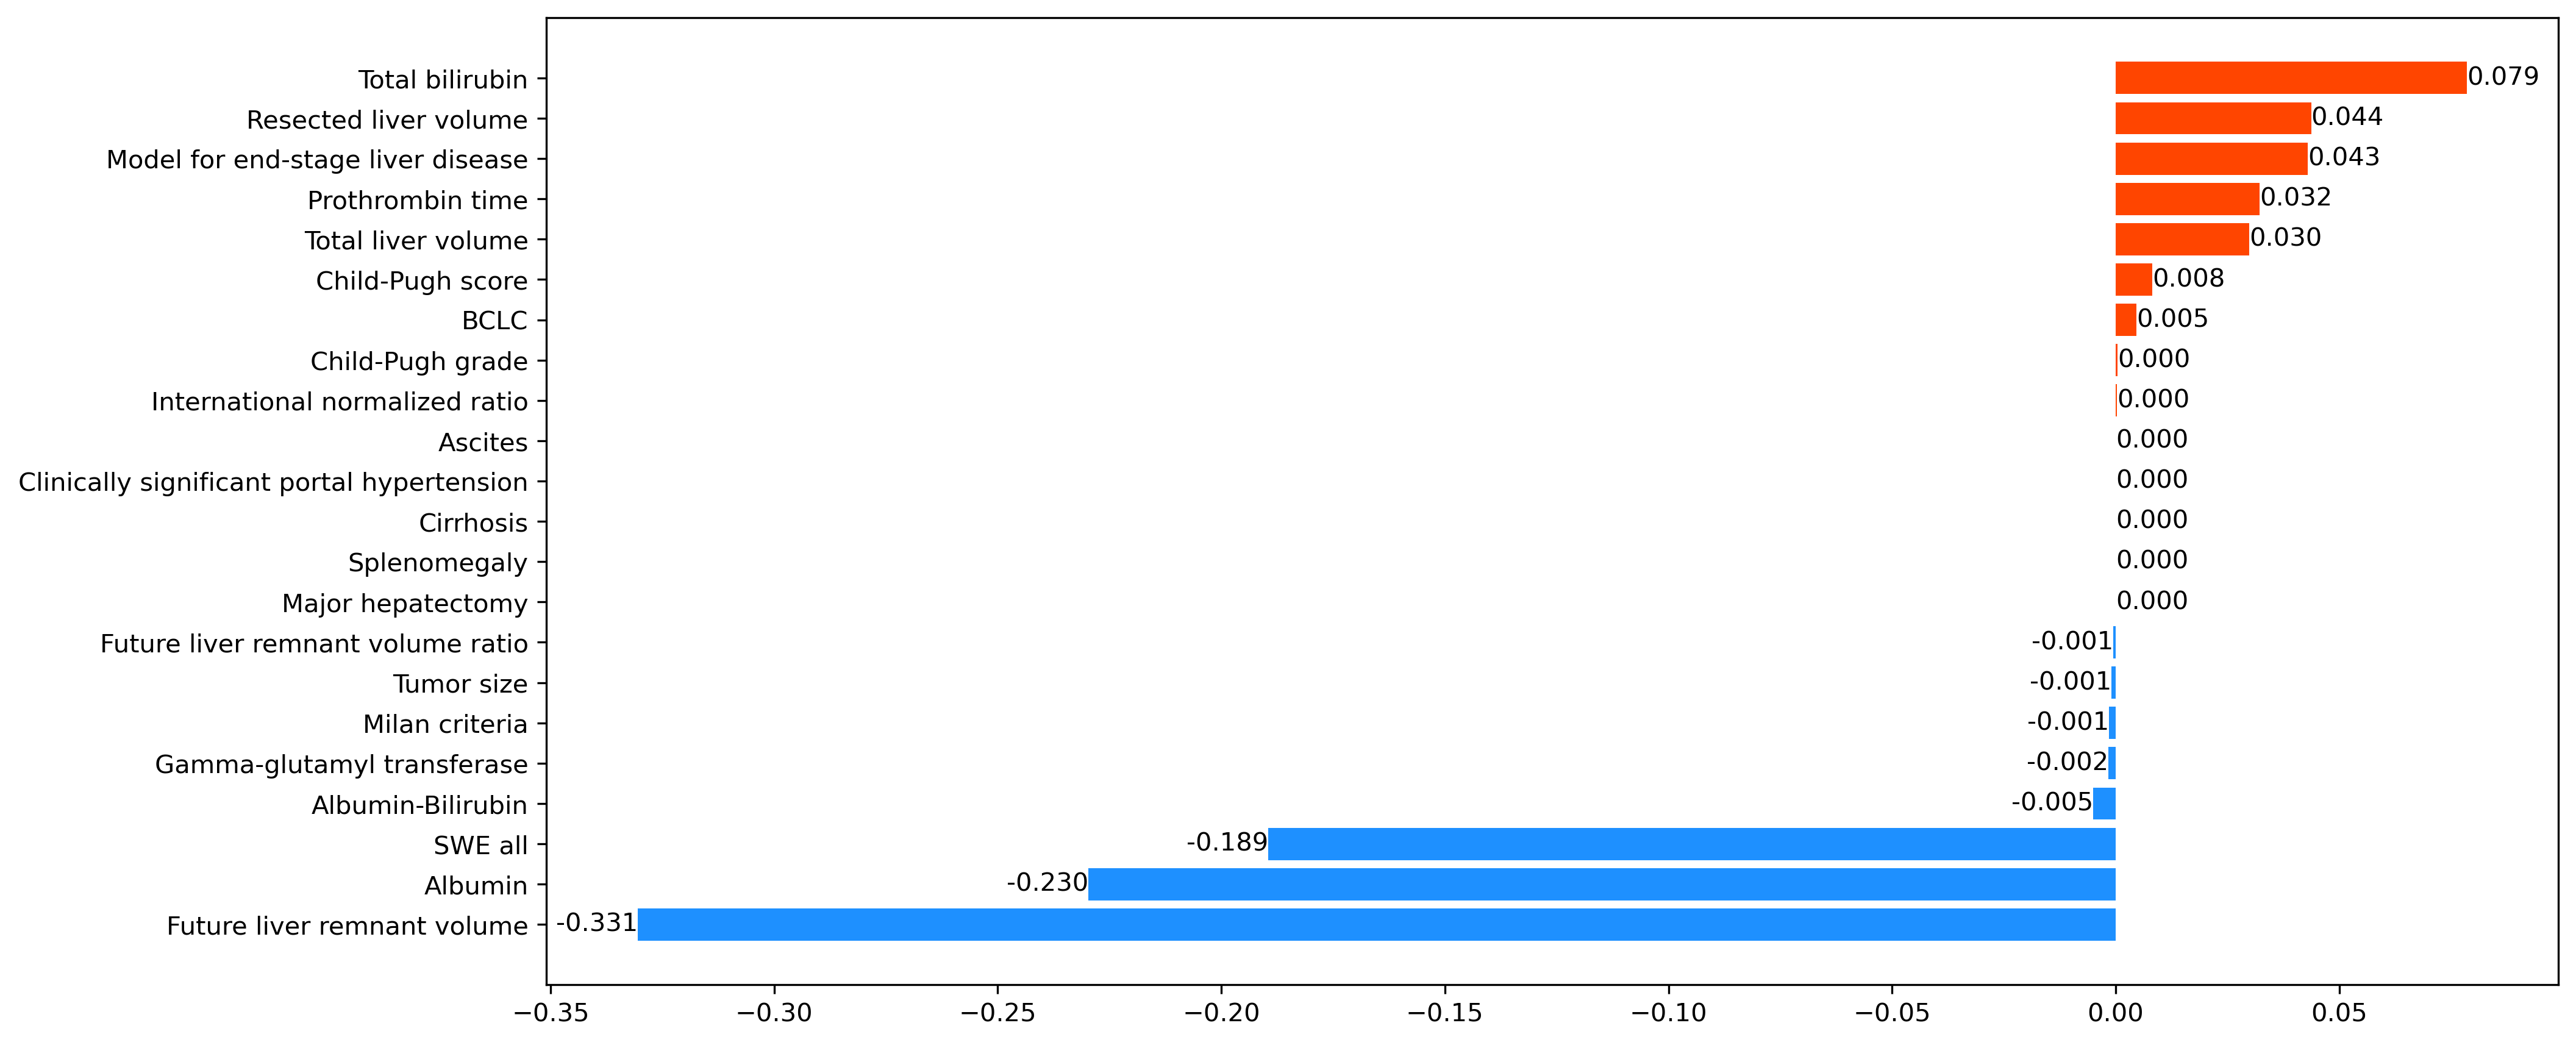 Total bilirubin 0.079
Resected liver volume 0.044
Model for end-stage liver disease 0.043
Prothrombin time 0.032
Total liver volume 0.030
Child-Pugh score 0.008
BCLC 0.005
Child-Pugh grade 0.000
International normalized ratio 0.000
Ascites 0.000
Clinically significant portal hypertension 0.000
Cirrhosis 0.000
Splenomegaly 0.000
Major hepatectomy 0.000
Future liver remnant volume ratio -0.001
Tumor size -0.001
Milan criteria -0.001
Gamma-glutamyl transferase -0.002
Albumin-Bilirubin -0.005
SWE all -0.189
Albumin -0.230
Future liver remnant volume -0.331
−0.35 −0.30 −0.25 −0.20 −0.15 −0.10 −0.05 0.00 0.05